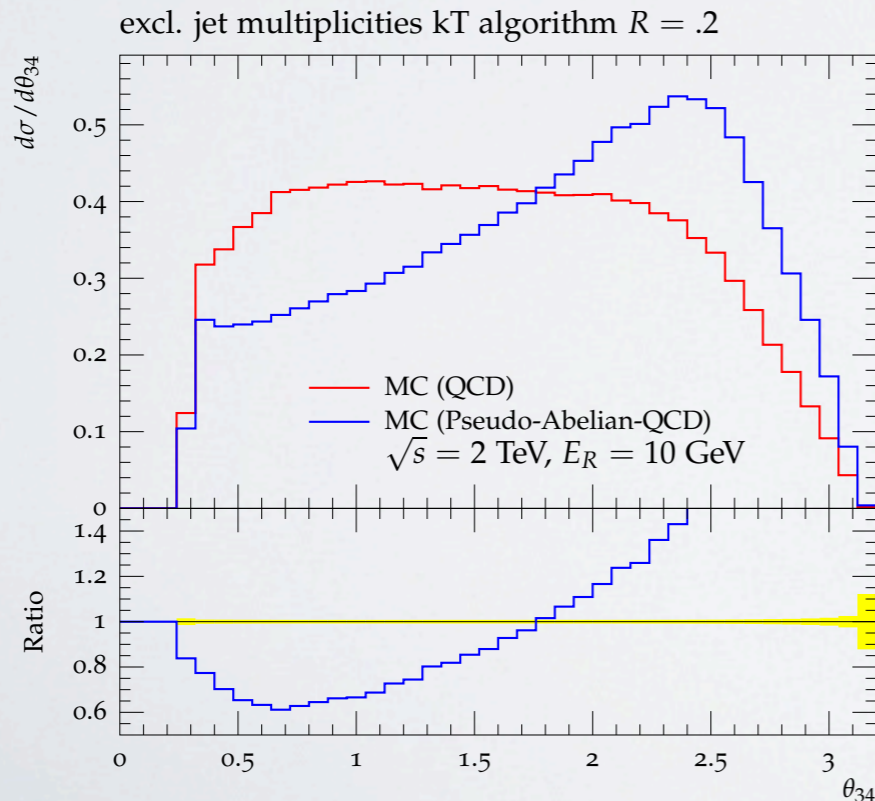 excl. jet multiplicities kT algorithm R = .2
dσ/dθ34
0.5
0.4
0.3
0.2
0.1
0
MC (QCD)
MC (Pseudo-Abelian-QCD)
√s = 2 TeV, E_R = 10 GeV
Ratio
1.4
1.2
1
0.8
0.6
0 0.5 1 1.5 2 2.5 3
θ34